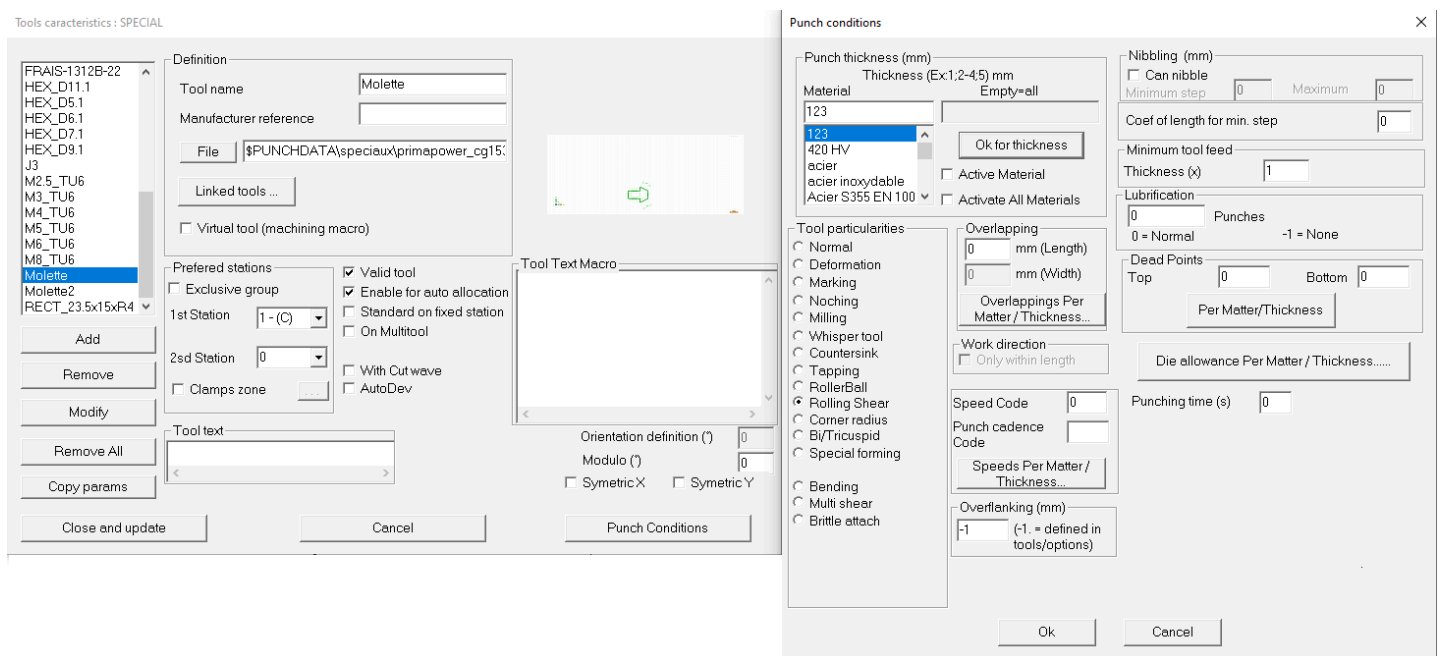 Tools caracteristics : SPECIAL
FRAIS-1312B-22
HEX_D11.1
HEX_D5.1
HEX_D6.1
HEX_D7.1
HEX_D9.1
J3
M2.5_TU6
M3_TU6
M4_TU6
M5_TU6
M6_TU6
M8_TU6
Molette
Molette2
RECT_23.5x15xR4
Add
Remove
Modify
Remove All
Copy params
Close and update
Definition
Tool name
Molette
Manufacturer reference
File
$PUNCHDATA\speciaux\primapower_cg153
Linked tools ...
Virtual tool (machining macro)
Prefered stations
Exclusive group
1st Station
1 - (C)
2sd Station
0
Clamps zone
...
Valid tool
Enable for auto allocation
Standard on fixed station
On Multitool
With Cut wave
AutoDev
Tool text
Tool Text Macro
Orientation definition (°)
0
Modulo (°)
0
Symetric X
Symetric Y
Cancel
Punch Conditions
Punch conditions
Punch thickness (mm)
Thickness (Ex:1;2-4;5) mm
Material
Empty=all
123
123
420 HV
acier
acier inoxydable
Acier S355 EN 100
Ok for thickness
Active Material
Activate All Materials
Tool particularities
Normal
Deformation
Marking
Noching
Milling
Whisper tool
Countersink
Tapping
RollerBall
Rolling Shear
Corner radius
Bi/Tricuspid
Special forming
Bending
Multi shear
Brittle attach
Overlapping
0
mm (Length)
0
mm (Width)
Overlappings Per
Matter / Thickness...
Work direction
Only within length
Speed Code
0
Punch cadence
Code
Speeds Per Matter /
Thickness...
Overflanking (mm)
-1
(-1. = defined in
tools/options)
Nibbling (mm)
Can nibble
Minimum step
0
Maximum
0
Coef of length for min. step
0
Minimum tool feed
Thickness (x)
1
Lubrification
0
Punches
0 = Normal
-1 = None
Dead Points
Top
0
Bottom
0
Per Matter/Thickness
Die allowance Per Matter / Thickness......
Punching time (s)
0
Ok
Cancel